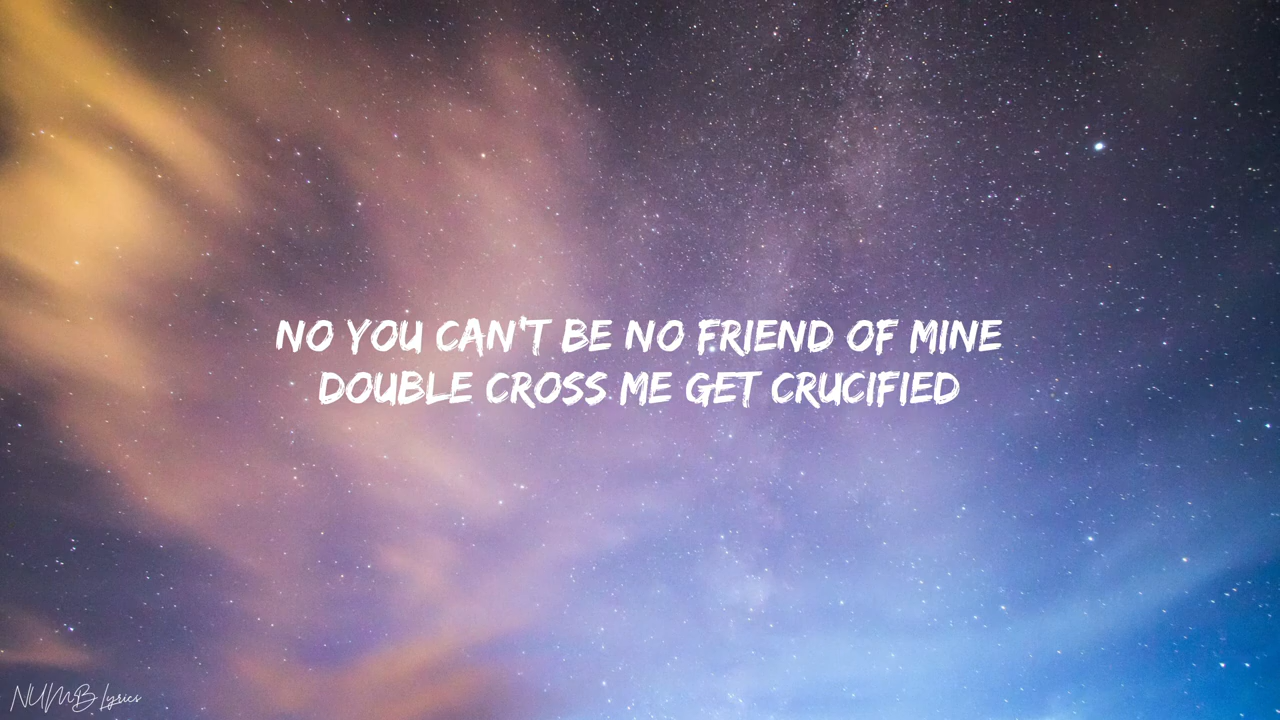 NO YOU CAN'T BE NO FRIEND OF MINE
DOUBLE CROSS ME GET CRUCIFIED
NUMB Lyrics